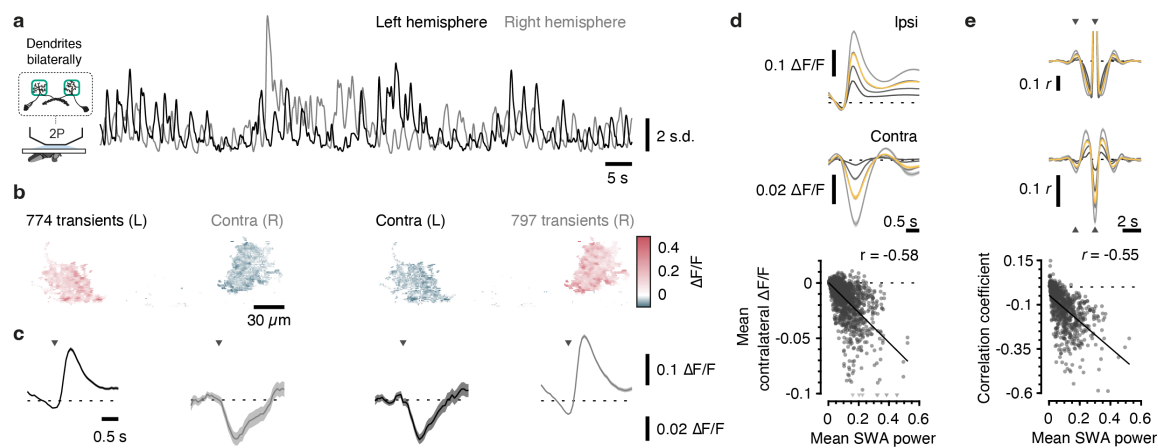 a
Left hemisphere Right hemisphere
Dendrites
bilaterally
2P
2 s.d.
5 s
b
774 transients (L) Contra (R) Contra (L) 797 transients (R)
0.4
0.2
0
ΔF/F
30 µm
c
0.1 ΔF/F
0.02 ΔF/F
0.5 s
d
Ipsi
0.1 ΔF/F
Contra
0.02 ΔF/F
0.5 s
r = -0.58
Mean
contralateral ΔF/F
0
-0.05
-0.1
0 0.2 0.4 0.6
Mean SWA power
e
0.1 r
0.1 r
2 s
r = -0.55
Correlation coefficient
0.15
-0.1
-0.35
-0.6
0 0.2 0.4 0.6
Mean SWA power